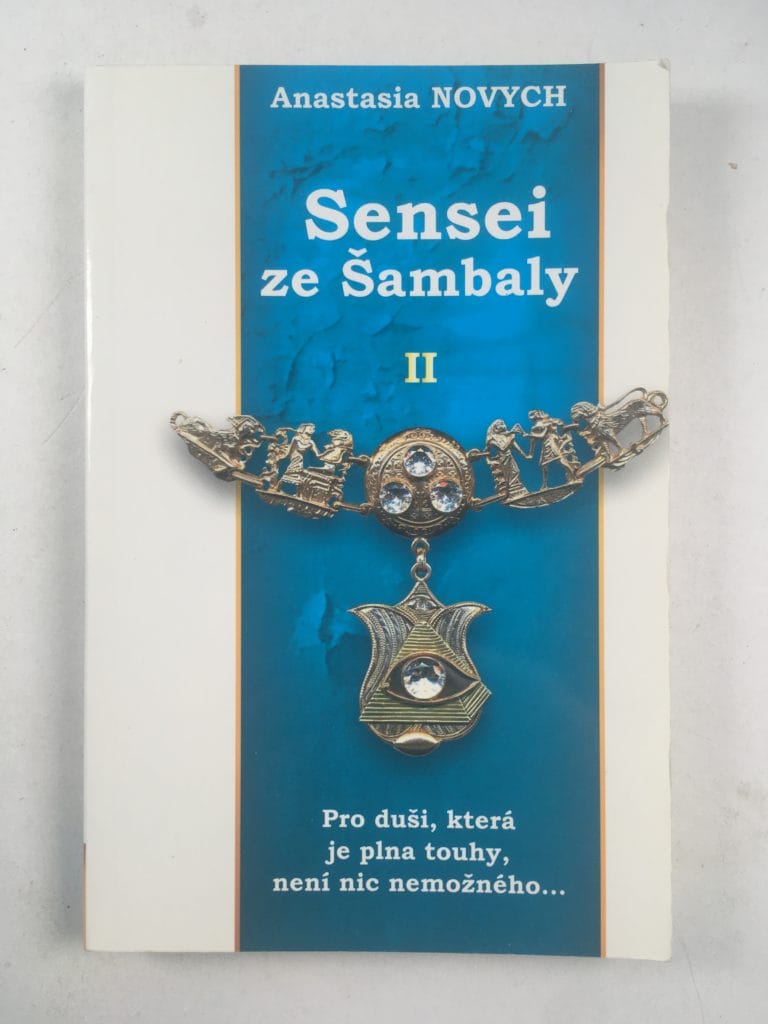 Anastasia NOVYCH
Sensei
ze Šambaly
II
Pro duši, která
je plna touhy,
není nic nemožného...